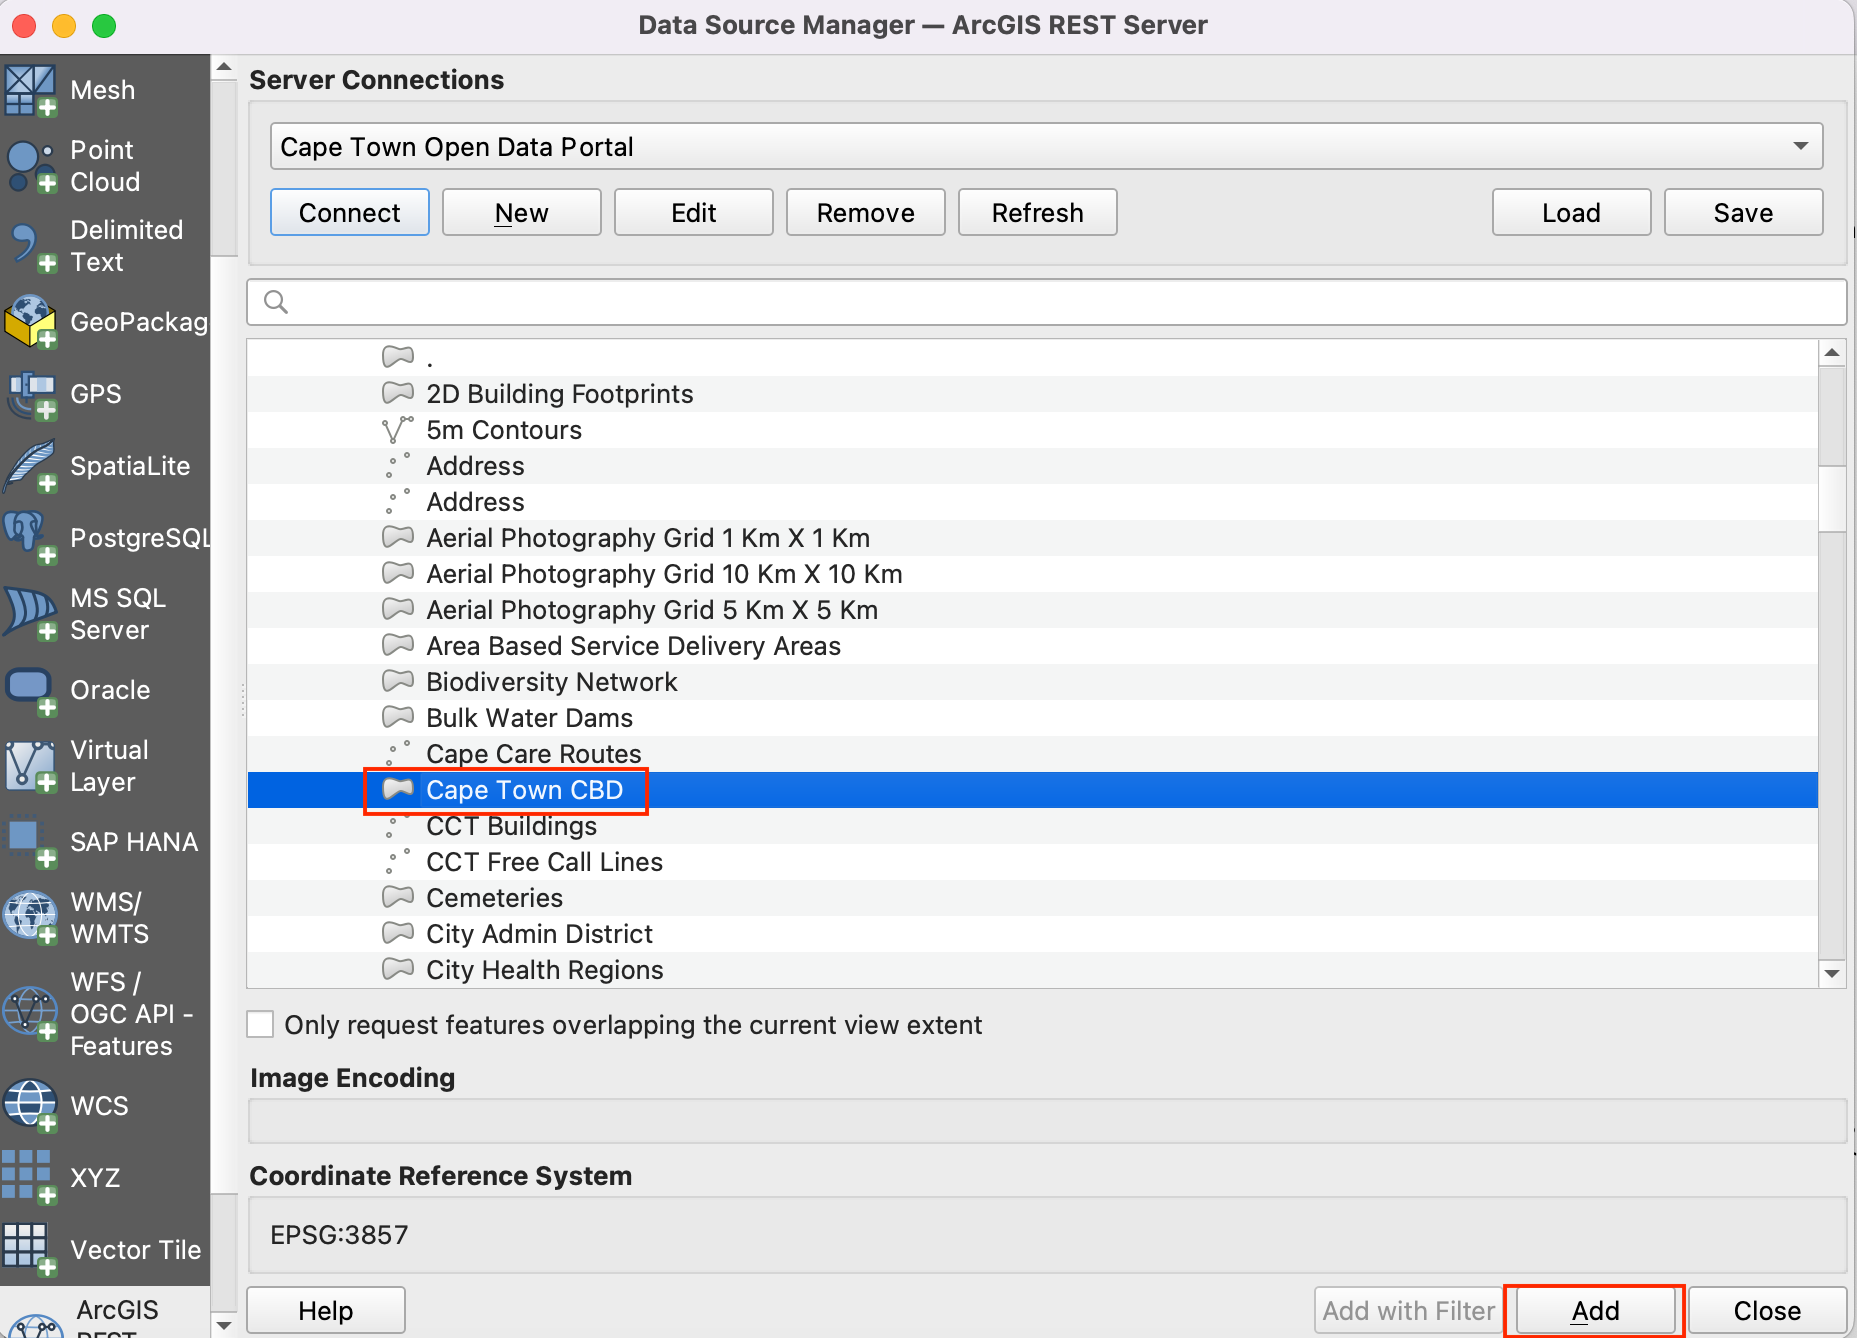 Data Source Manager — ArcGIS REST Server
Mesh
Point
Cloud
Delimited
Text
GeoPackag
GPS
SpatiaLite
PostgreSQL
MS SQL
Server
Oracle
Virtual
Layer
SAP HANA
WMS/
WMTS
WFS /
OGC API -
Features
WCS
XYZ
Vector Tile
ArcGIS
REST
Server Connections
Cape Town Open Data Portal
Connect New Edit Remove Refresh Load Save
.
2D Building Footprints
5m Contours
Address
Address
Aerial Photography Grid 1 Km X 1 Km
Aerial Photography Grid 10 Km X 10 Km
Aerial Photography Grid 5 Km X 5 Km
Area Based Service Delivery Areas
Biodiversity Network
Bulk Water Dams
Cape Care Routes
Cape Town CBD
CCT Buildings
CCT Free Call Lines
Cemeteries
City Admin District
City Health Regions
Only request features overlapping the current view extent
Image Encoding
Coordinate Reference System
EPSG:3857
Help Add with Filter Add Close